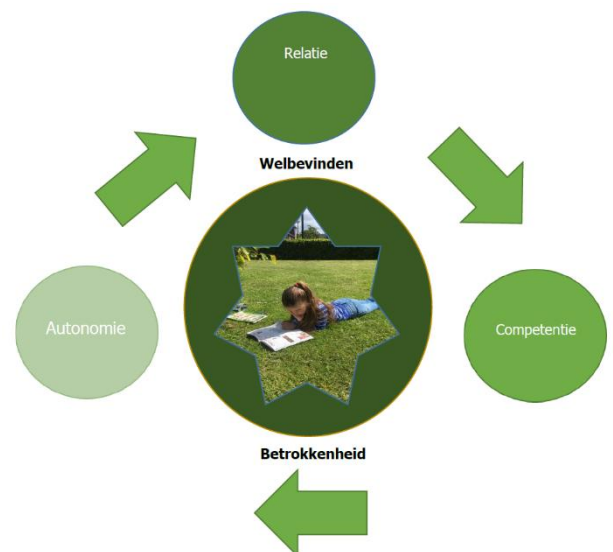 Relatie
Welbevinden
Autonomie
Competentie
Betrokkenheid